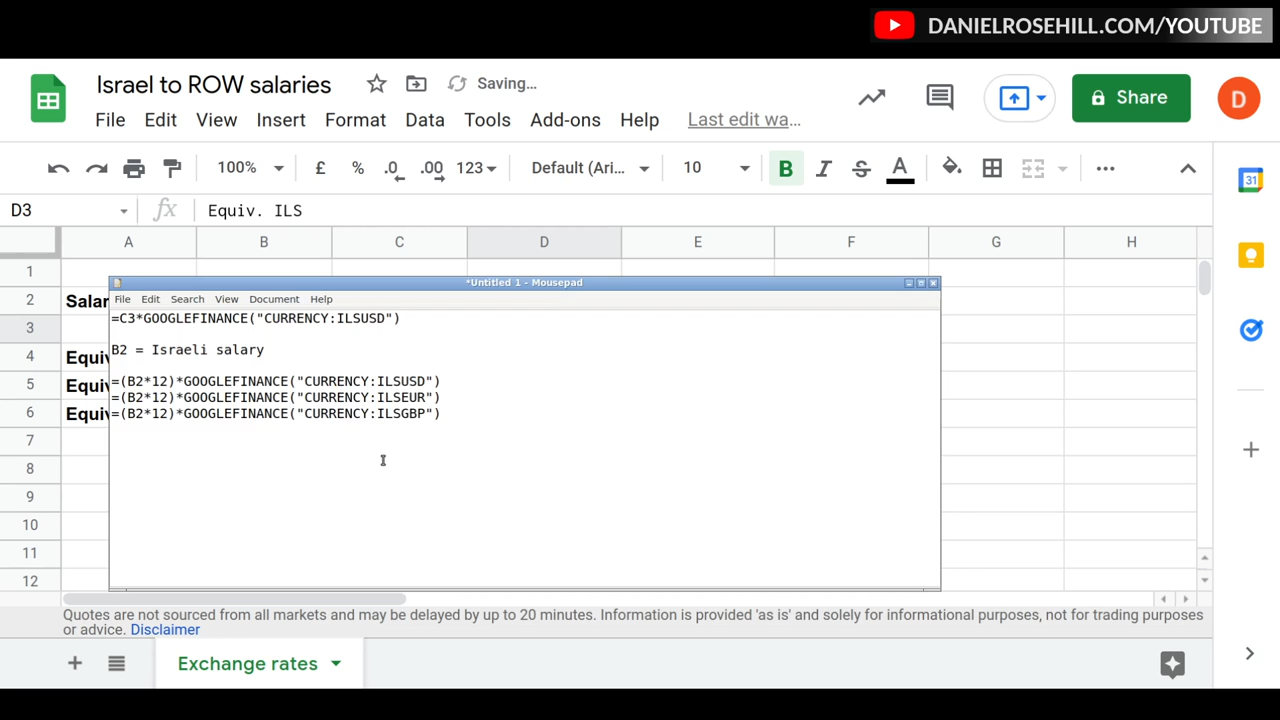 DANIELROSEHILL.COM/YOUTUBE
Israel to ROW salaries Saving…
Share D
File Edit View Insert Format Data Tools Add-ons Help Last edit wa…
100% £ % .0 .00 123 Default (Ari… 10 B I S A
31
D3 fx Equiv. ILS
A B C D E F G H
1
*Untitled 1 - Mousepad
2 Salar
File Edit Search View Document Help
3
=C3*GOOGLEFINANCE("CURRENCY:ILSUSD")
B2 = Israeli salary
4 Equiv
=(B2*12)*GOOGLEFINANCE("CURRENCY:ILSUSD")
5 Equiv
=(B2*12)*GOOGLEFINANCE("CURRENCY:ILSEUR")
6 Equiv
=(B2*12)*GOOGLEFINANCE("CURRENCY:ILSGBP")
7
8
9
10
11
12
Quotes are not sourced from all markets and may be delayed by up to 20 minutes. Information is provided 'as is' and solely for informational purposes, not for trading purposes
or advice. Disclaimer
Exchange rates